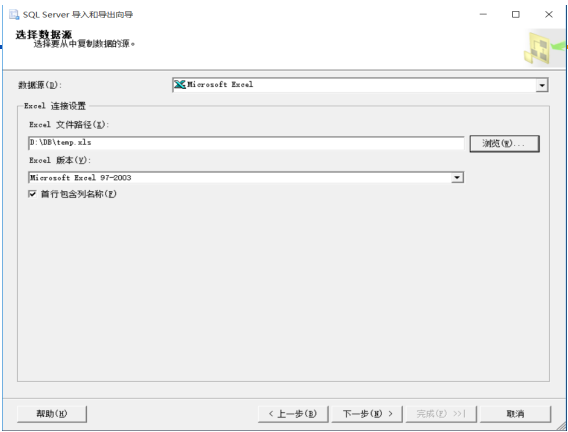 SQL Server 导入和导出向导
选择数据源
选择要从中复制数据的源。
数据源(D):
Microsoft Excel
Excel 连接设置
Excel 文件路径(X):
D:\DB\temp.xls
浏览(W)...
Excel 版本(V):
Microsoft Excel 97-2003
首行包含列名称(F)
帮助(H)
< 上一步(B)
下一步(N) >
完成(F) >>|
取消